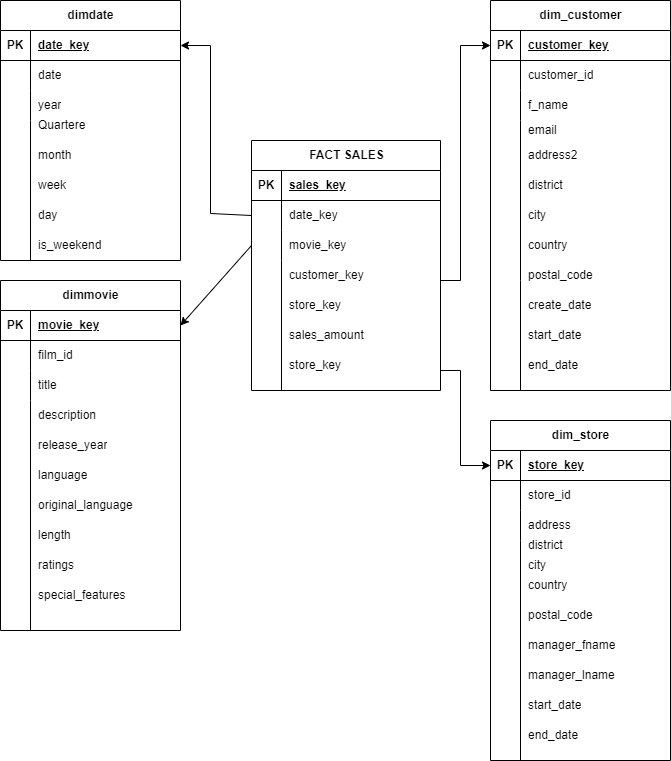 dimdate
PK date_key
date
year
Quartere
month
week
day
is_weekend
dimmovie
PK movie_key
film_id
title
description
release_year
language
original_language
length
ratings
special_features
FACT SALES
PK sales_key
date_key
movie_key
customer_key
store_key
sales_amount
store_key
dim_customer
PK customer_key
customer_id
f_name
email
address2
district
city
country
postal_code
create_date
start_date
end_date
dim_store
PK store_key
store_id
address
district
city
country
postal_code
manager_fname
manager_lname
start_date
end_date